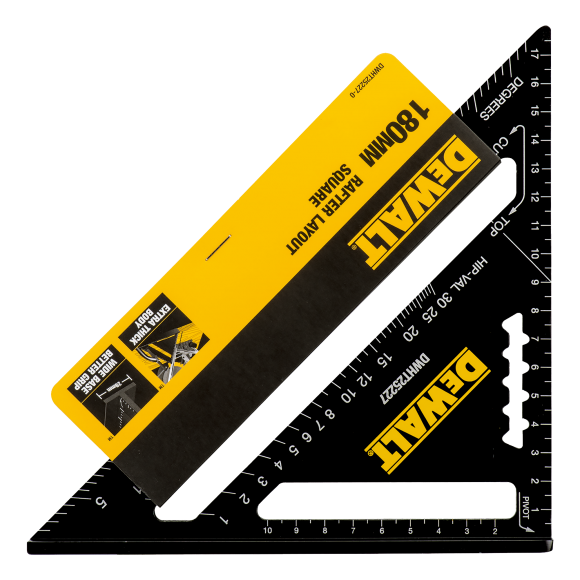 DWHT25227-0
180MM
RAFTER LAYOUT
SQUARE
DEWALT®
EXTRA THICK
BODY
WIDE BASE
BETTER GRIP
TM
TM
DEGREES
TOP
HIP-VAL 30 25 20 15 12 10 8 7 6 5 4 3 2 1
DEWALT®
DWHT25227
17
16
15
14
13
12
11
10
9
8
7
6
5
4
3
2
1
PIVOT
5
10 9 8 7 6 5 4 3 2